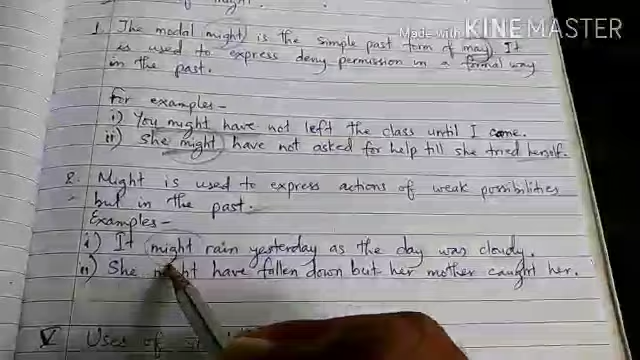 might.
Made with KINEMASTER
1. The modal might is the simple past form of may. It
is used to express deny permission in a formal way
in the past.
For examples-
i) You might have not left the class until I come.
ii) She might have not asked for help till she tried herself.
2. Might is used to express actions of weak possibilities
but in the past.
Examples-
i) It might rain yesterday as the day was cloudy.
ii) She might have fallen down but her mother caught her.
V Uses of